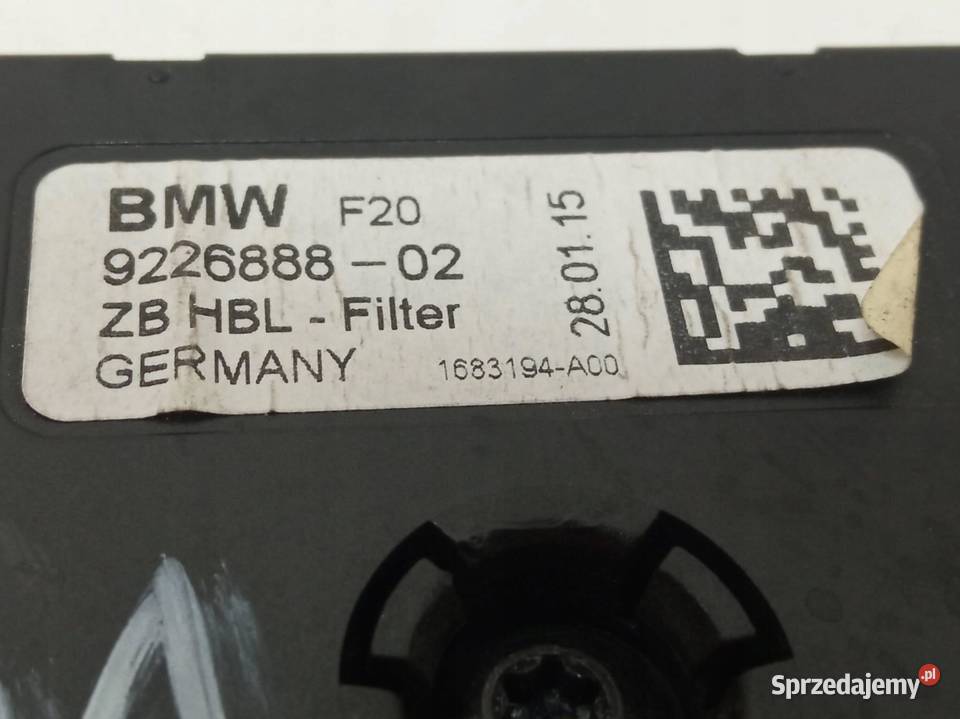 BMW F20
9226888-02
ZB HBL - Filter
GERMANY 1683194-A00
28.01.15
Sprzedajemy.pl